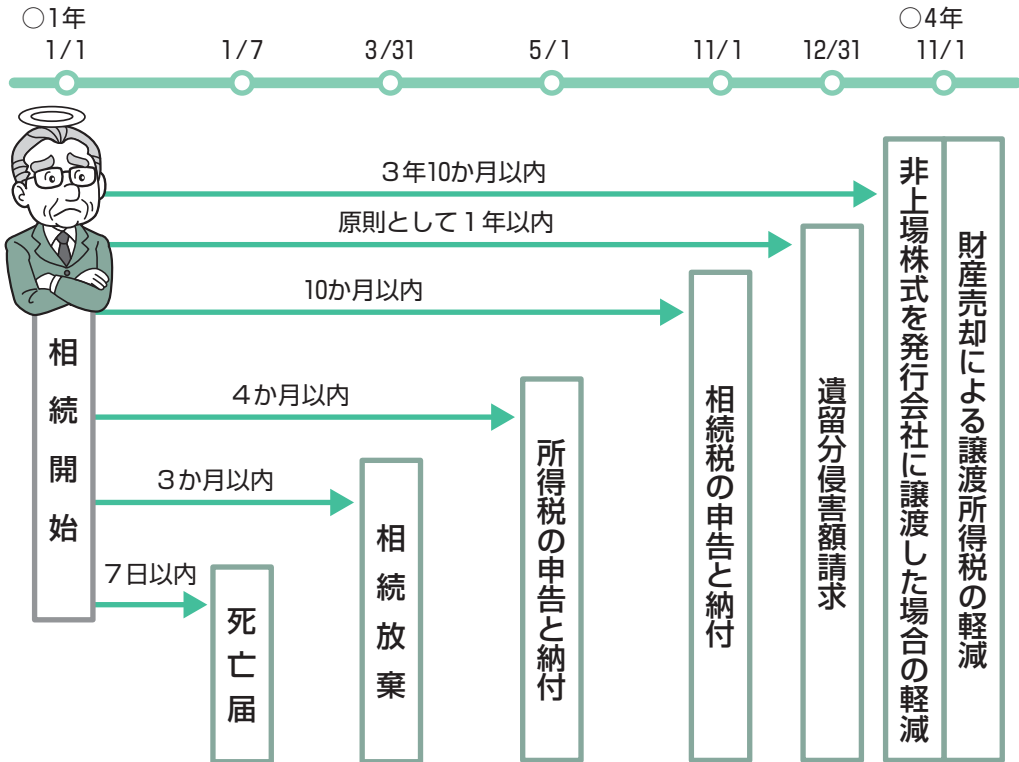 ○1年
○4年
1/1
1/7
3/31
5/1
11/1
12/31
11/1
3年10か月以内
原則として1年以内
10か月以内
4か月以内
3か月以内
7日以内
相続開始
死亡届
相続放棄
所得税の申告と納付
相続税の申告と納付
遺留分侵害額請求
非上場株式を発行会社に譲渡した場合の軽減
財産売却による譲渡所得税の軽減